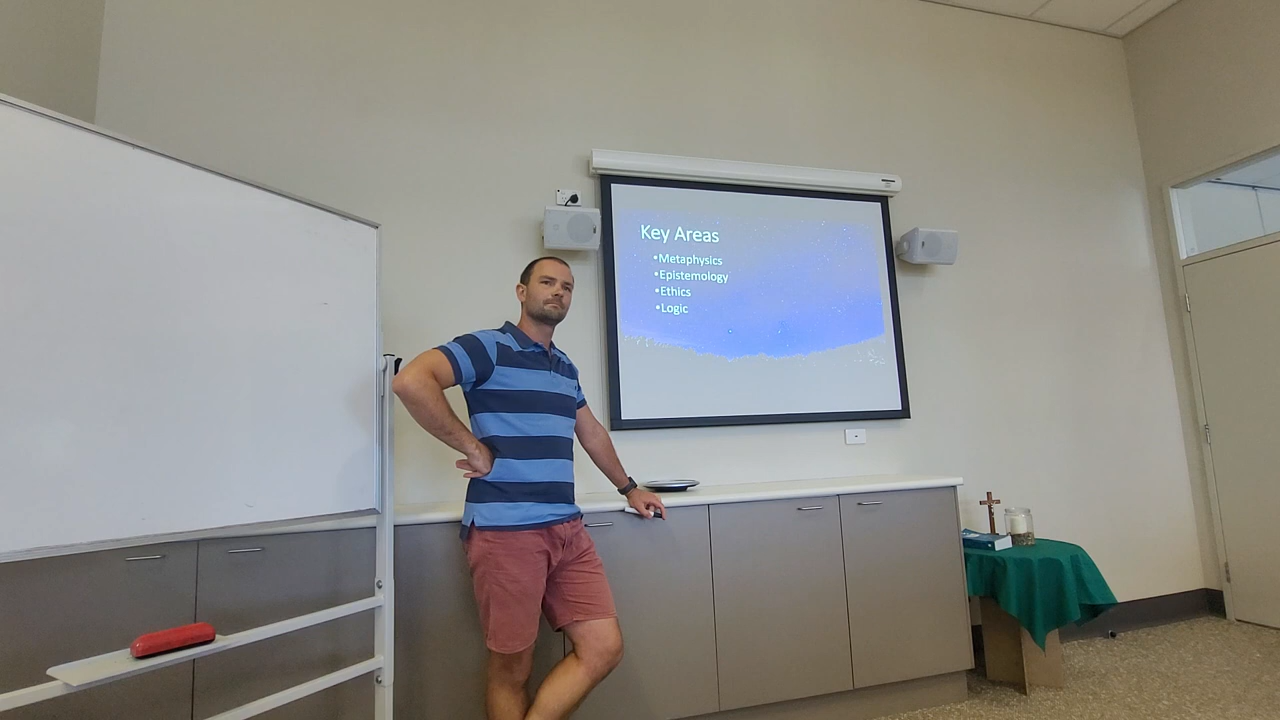 Key Areas
•Metaphysics
•Epistemology
•Ethics
•Logic